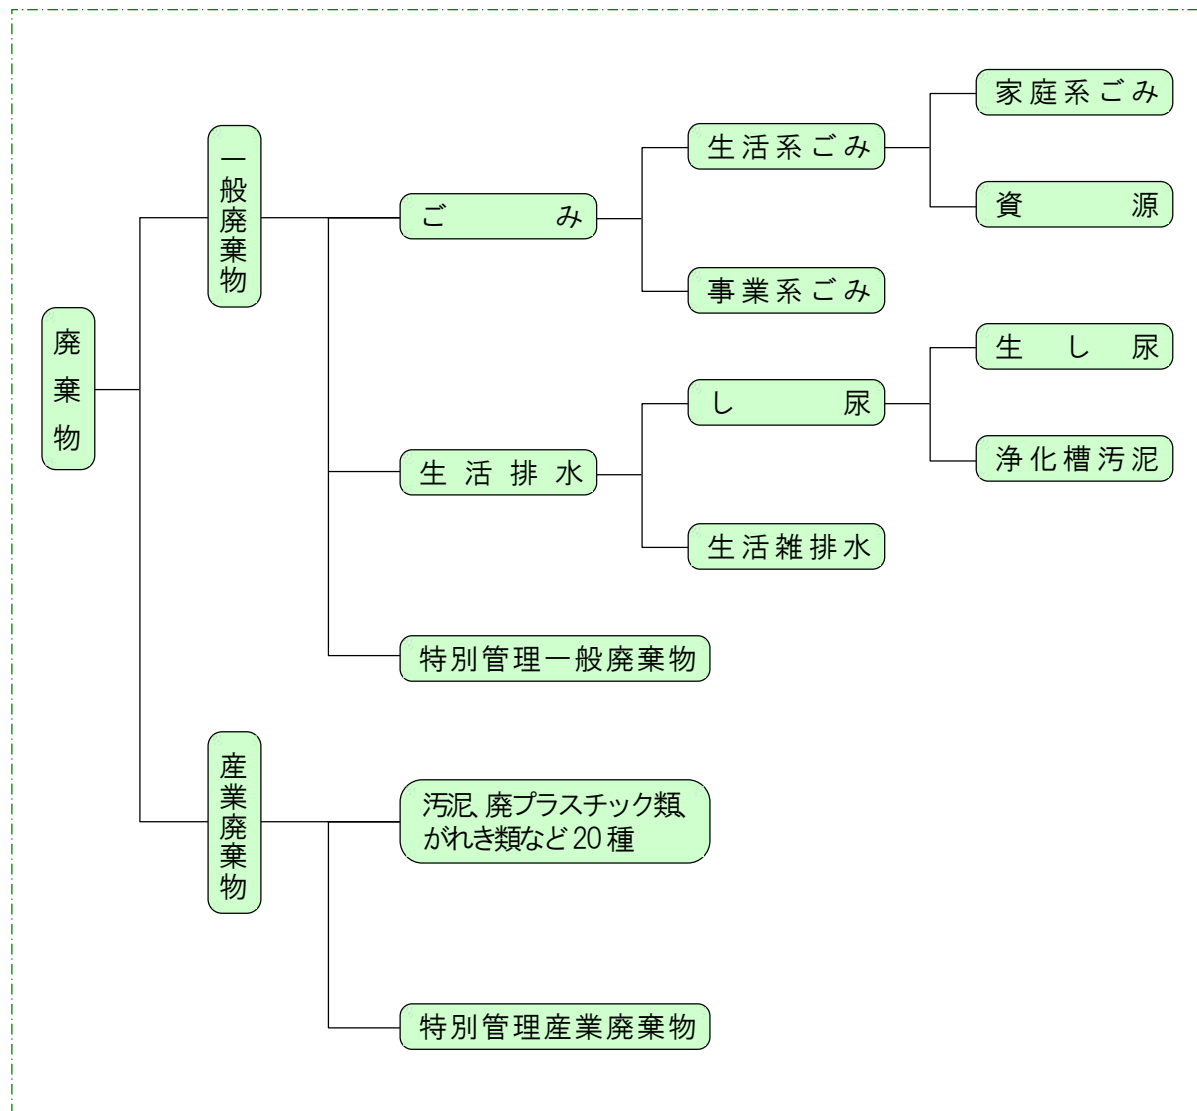 廃棄物
一般廃棄物
ごみ
生活系ごみ
家庭系ごみ
資源
事業系ごみ
生活排水
し尿
生し尿
浄化槽汚泥
生活雑排水
特別管理一般廃棄物
産業廃棄物
汚泥、廃プラスチック類、
がれき類など20種
特別管理産業廃棄物